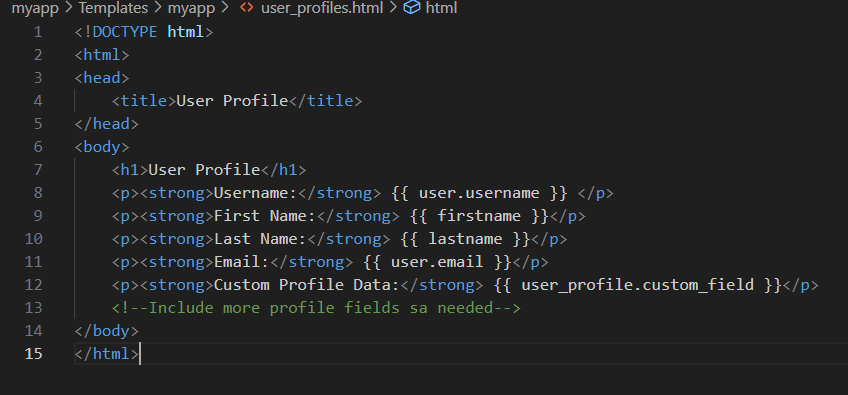 myapp > Templates > myapp > <> user_profiles.html > html
1 <!DOCTYPE html>
2 <html>
3 <head>
4 <title>User Profile</title>
5 </head>
6 <body>
7 <h1>User Profile</h1>
8 <p><strong>Username:</strong> {{ user.username }} </p>
9 <p><strong>First Name:</strong> {{ firstname }}</p>
10 <p><strong>Last Name:</strong> {{ lastname }}</p>
11 <p><strong>Email:</strong> {{ user.email }}</p>
12 <p><strong>Custom Profile Data:</strong> {{ user_profile.custom_field }}</p>
13 <!--Include more profile fields sa needed-->
14 </body>
15 </html>